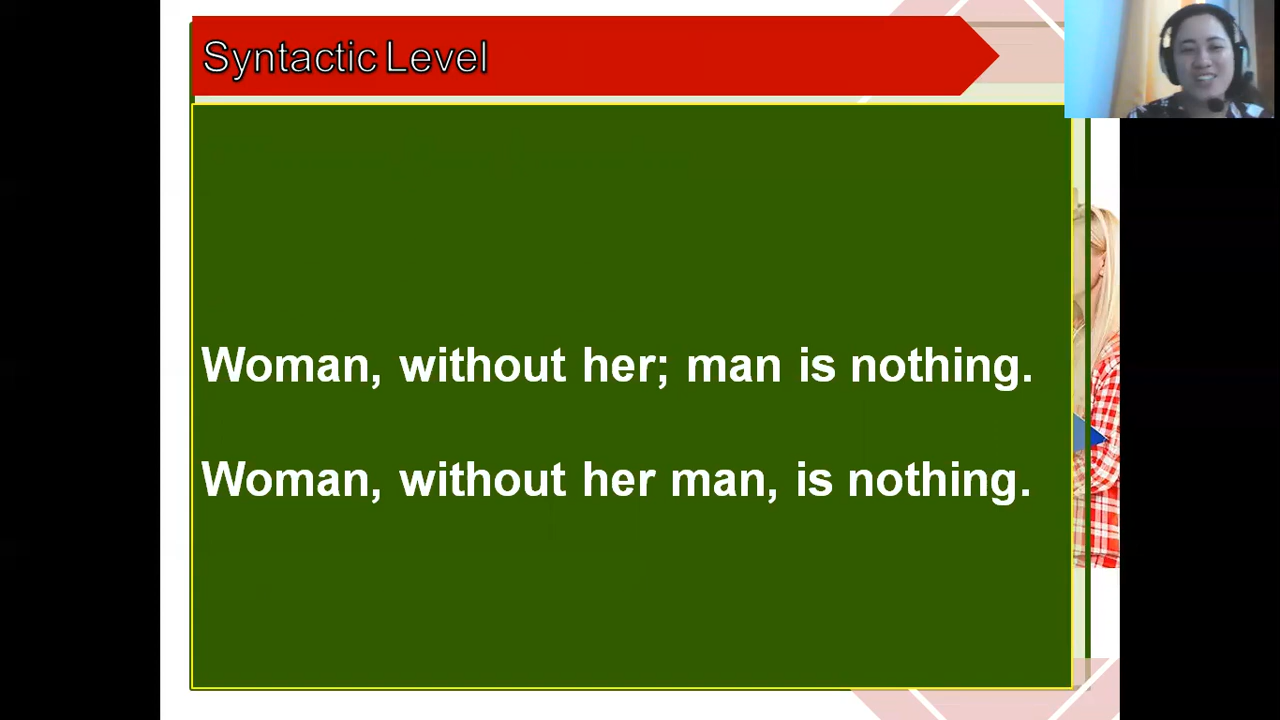 Syntactic Level
Woman, without her; man is nothing.
Woman, without her man, is nothing.